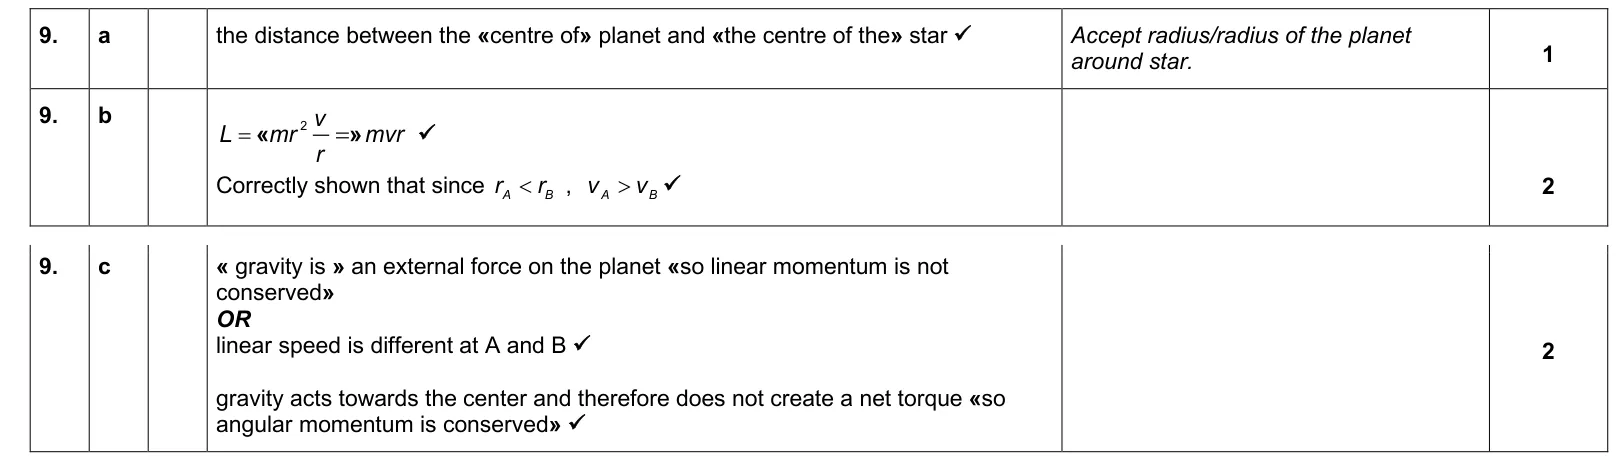 9. a the distance between the «centre of» planet and «the centre of the» star ✓ Accept radius/radius of the planet
around star. 1
9. b L = «mr² v/r =» mvr ✓
Correctly shown that since r_A < r_B , v_A > v_B ✓ 2
9. c « gravity is » an external force on the planet «so linear momentum is not
conserved»
OR
linear speed is different at A and B ✓ 2
gravity acts towards the center and therefore does not create a net torque «so
angular momentum is conserved» ✓